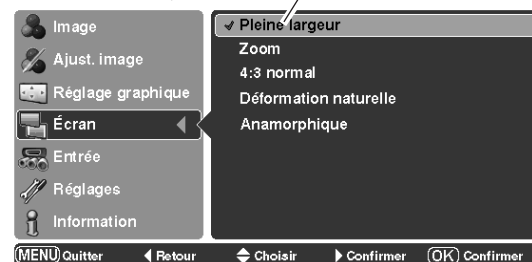 Image
Ajust. image
Réglage graphique
Écran
Entrée
Réglages
Information
Pleine largeur
Zoom
4:3 normal
Déformation naturelle
Anamorphique
MENU Quitter Retour Choisir Confirmer OK Confirmer